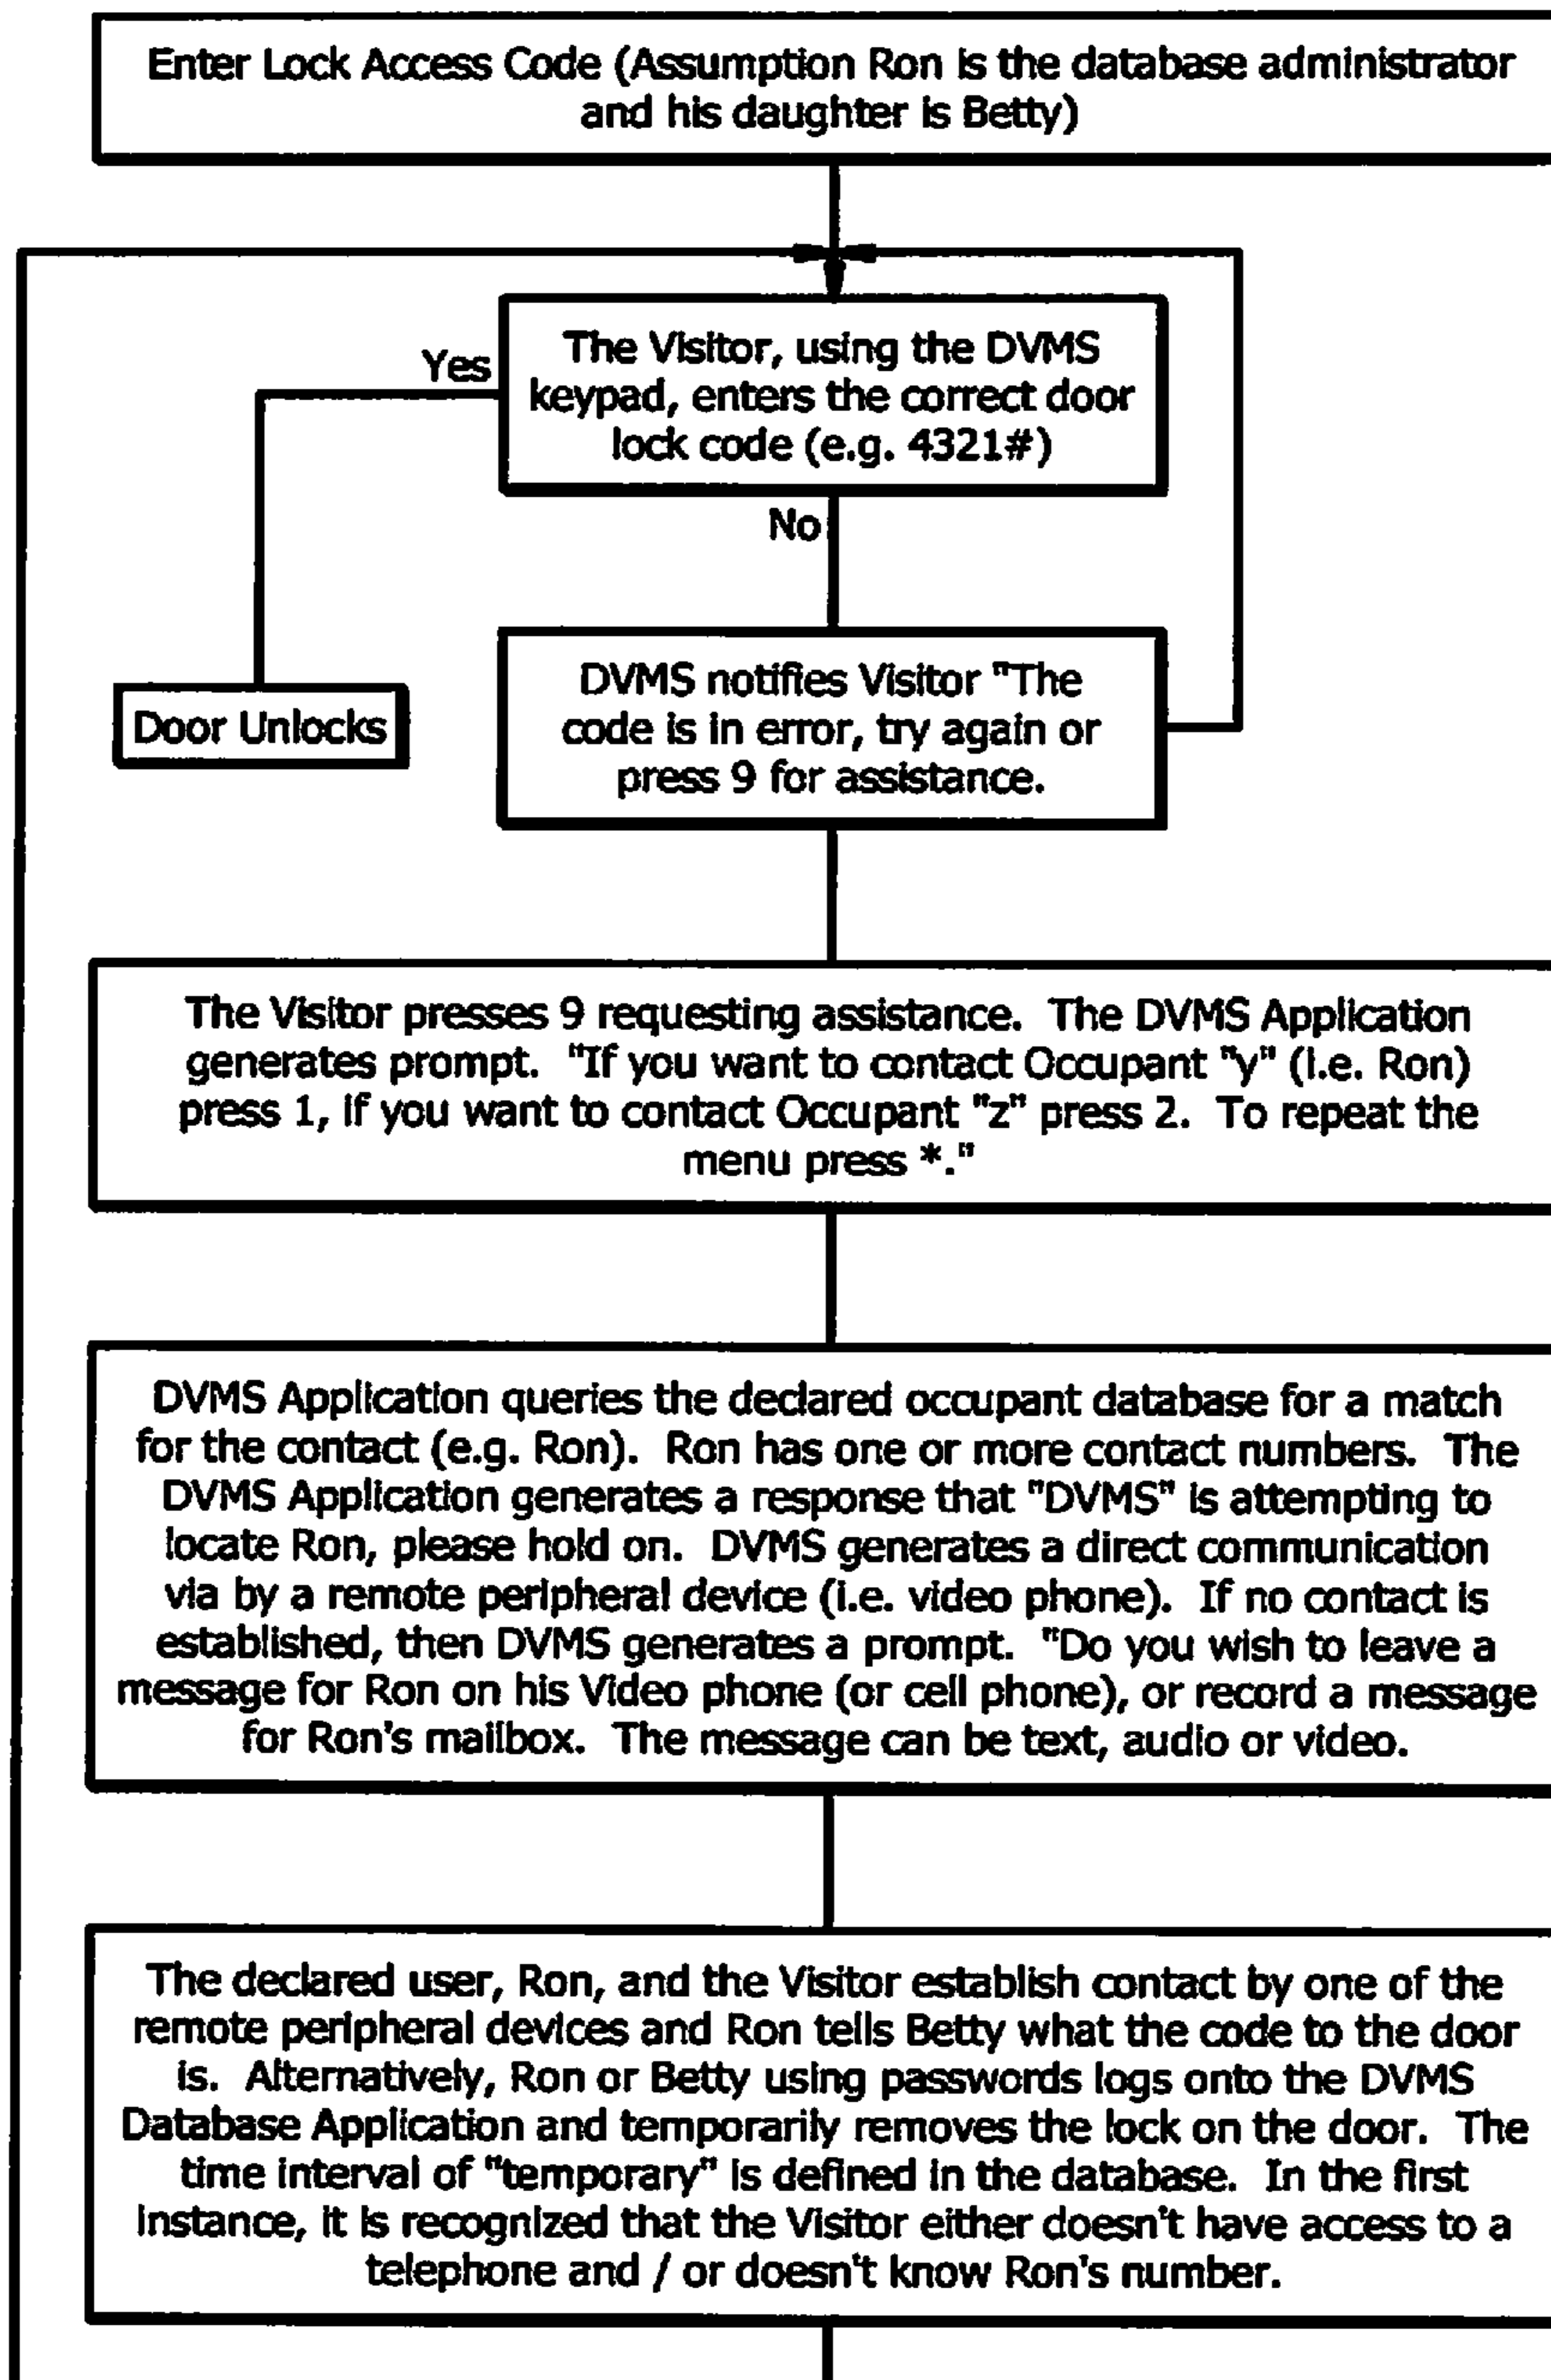 Enter Lock Access Code (Assumption Ron is the database administrator
and his daughter is Betty)
The Visitor, using the DVMS
keypad, enters the correct door
lock code (e.g. 4321#)
Yes
No
DVMS notifies Visitor "The
code is in error, try again or
press 9 for assistance.
Door Unlocks
The Visitor presses 9 requesting assistance. The DVMS Application
generates prompt. "If you want to contact Occupant "y" (i.e. Ron)
press 1, if you want to contact Occupant "z" press 2. To repeat the
menu press *."
DVMS Application queries the declared occupant database for a match
for the contact (e.g. Ron). Ron has one or more contact numbers. The
DVMS Application generates a response that "DVMS" is attempting to
locate Ron, please hold on. DVMS generates a direct communication
via by a remote peripheral device (i.e. video phone). If no contact is
established, then DVMS generates a prompt. "Do you wish to leave a
message for Ron on his Video phone (or cell phone), or record a message
for Ron's mailbox. The message can be text, audio or video.
The declared user, Ron, and the Visitor establish contact by one of the
remote peripheral devices and Ron tells Betty what the code to the door
is. Alternatively, Ron or Betty using passwords logs onto the DVMS
Database Application and temporarily removes the lock on the door. The
time interval of "temporary" is defined in the database. In the first
instance, it is recognized that the Visitor either doesn't have access to a
telephone and / or doesn't know Ron's number.